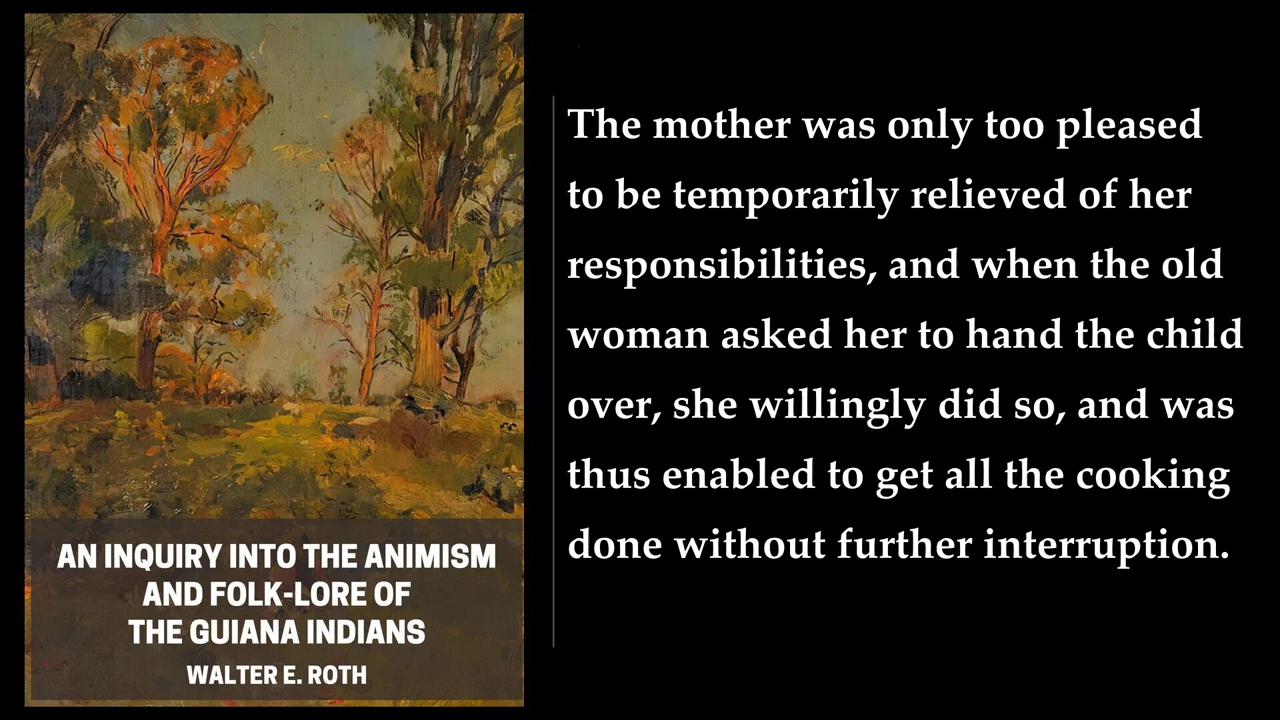 AN INQUIRY INTO THE ANIMISM
AND FOLK-LORE OF
THE GUIANA INDIANS
WALTER E. ROTH
The mother was only too pleased
to be temporarily relieved of her
responsibilities, and when the old
woman asked her to hand the child
over, she willingly did so, and was
thus enabled to get all the cooking
done without further interruption.